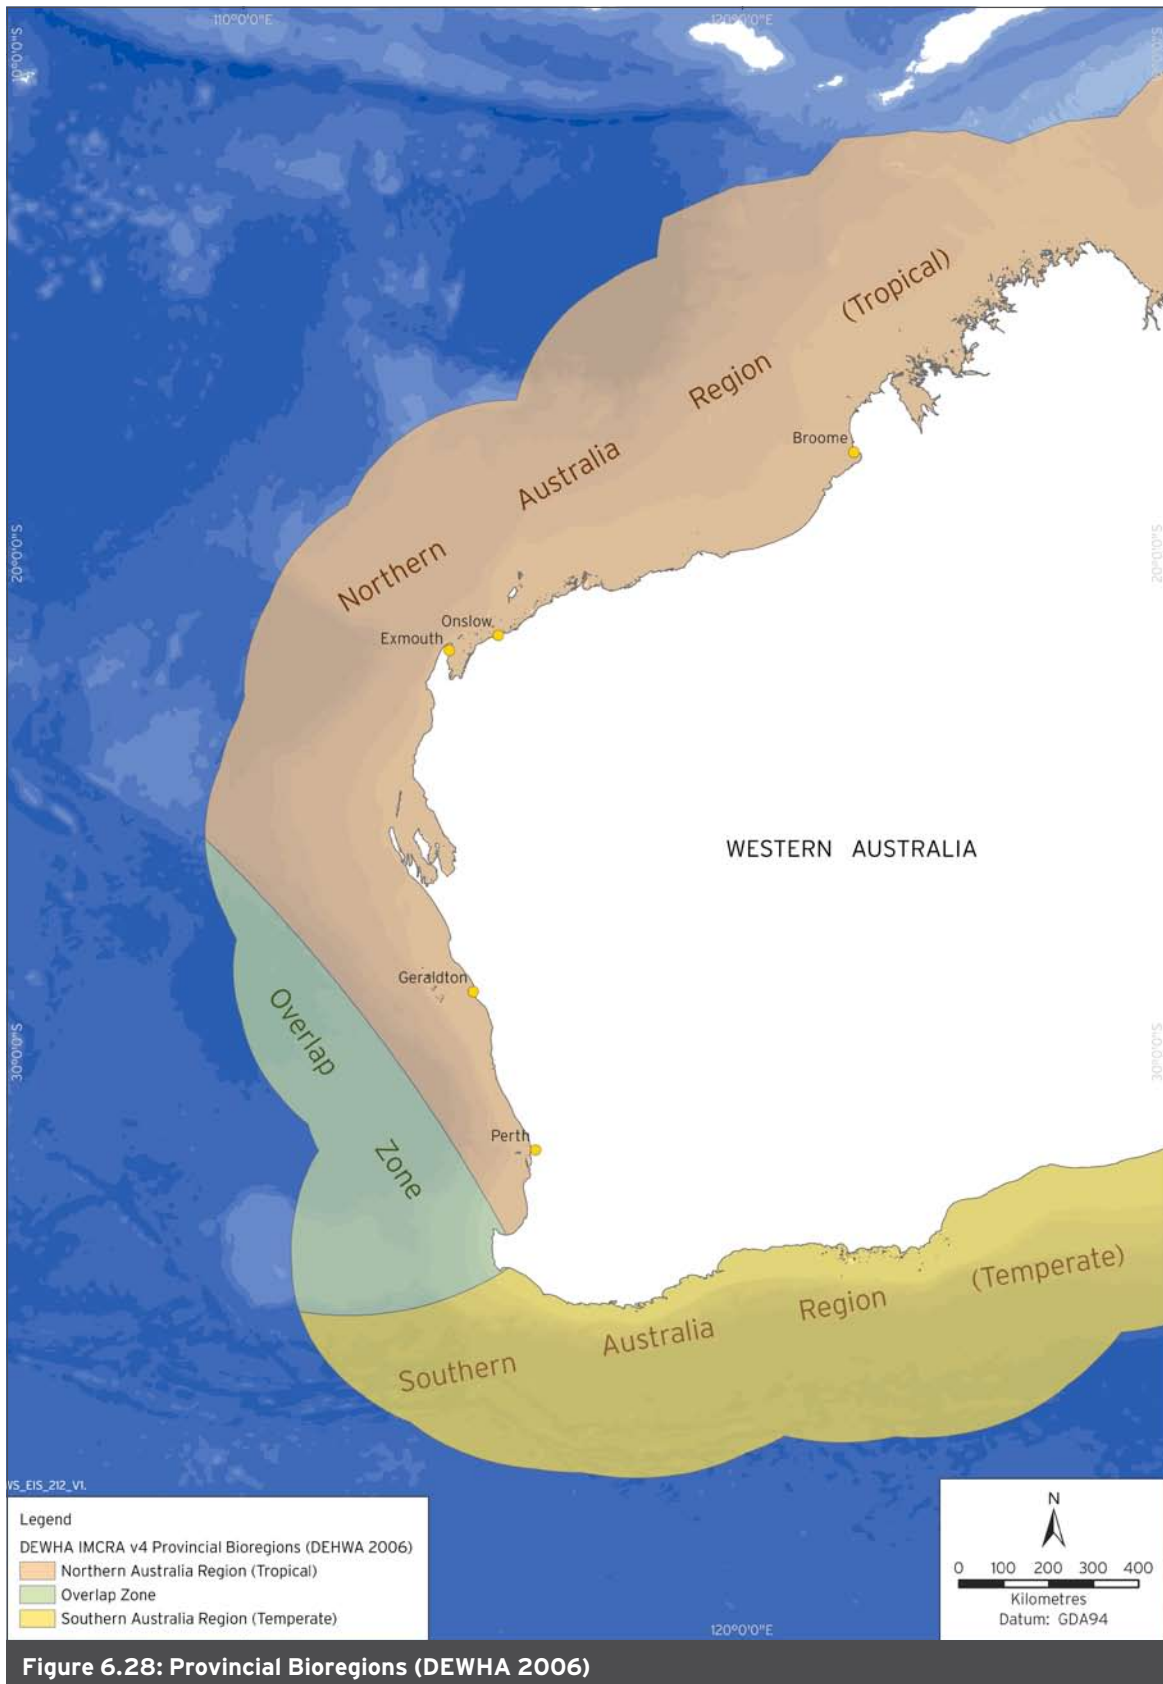 110°0'0"E
120°0'0"E
10°0'0"S
(Tropical)
Region
Broome
Australia
20°0'0"S
20°0'0"S
Northern
Onslow
Exmouth
WESTERN AUSTRALIA
Geraldton
Overlap
30°0'0"S
30°0'0"S
Perth
Zone
(Temperate)
Region
Australia
Southern
WS_EIS_212_V1.
Legend
DEWHA IMCRA v4 Provincial Bioregions (DEHWA 2006)
Northern Australia Region (Tropical)
Overlap Zone
Southern Australia Region (Temperate)
N
0 100 200 300 400
Kilometres
Datum: GDA94
120°0'0"E
Figure 6.28: Provincial Bioregions (DEWHA 2006)